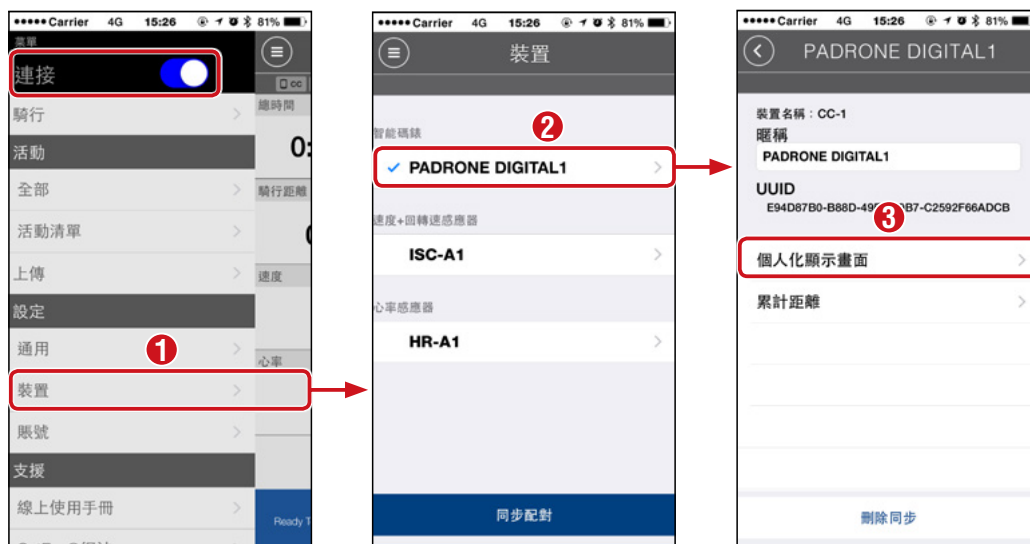 ●●●●● Carrier 4G 15:26 81%
菜單
連接
騎行
活動
全部
活動清單
上傳
設定
通用
1
裝置
賬號
支援
線上使用手冊
CC
總時間
0:
騎行距離
速度
心率
Ready
●●●●● Carrier 4G 15:26 81%
裝置
智能碼錶
2
PADRONE DIGITAL1
速度+回轉速感應器
ISC-A1
心率感應器
HR-A1
同步配對
●●●●● Carrier 4G 15:26 81%
PADRONE DIGITAL1
裝置名稱：CC-1
暱稱
PADRONE DIGITAL1
UUID
E94D87B0-B88D-49 B7-C2592F66ADCB
3
個人化顯示畫面
累計距離
刪除同步